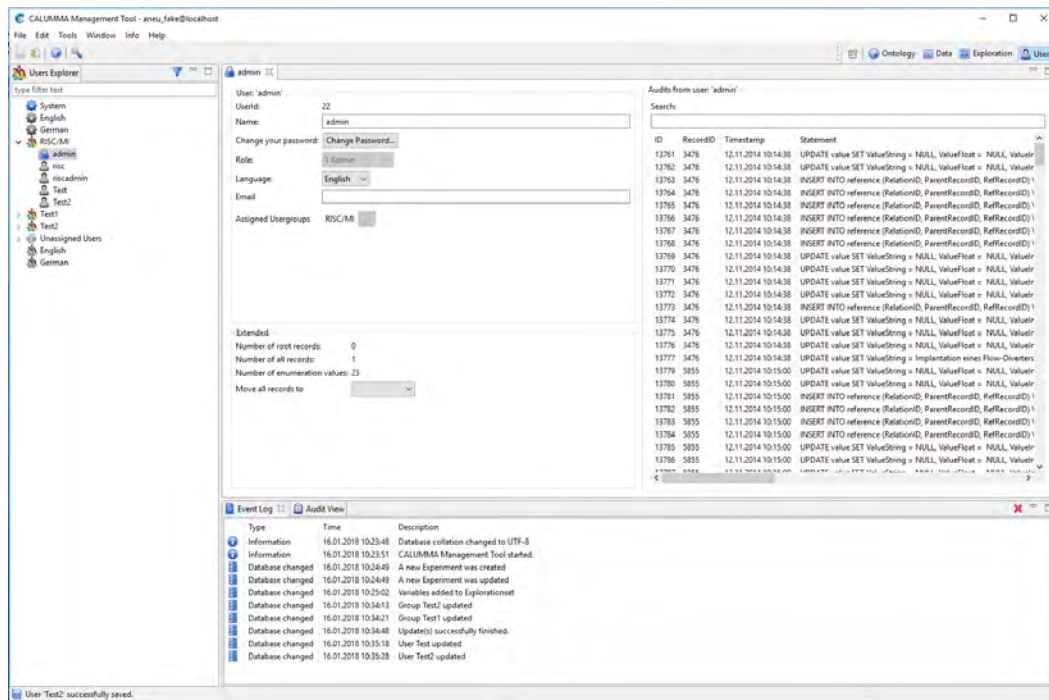 CALUMMA Management Tool - aneu_fake@localhost
File Edit Tools Window Info Help
Ontology Data Exploration User
Users Explorer
type filter text
System
English
German
RISC/MI
admin
risc
riscadmin
Test
Test2
Test1
Test2
Unassigned Users
English
German
admin
User: 'admin'
UserId: 22
Name: admin
Change your password: Change Password...
Role: 1 Admin
Language: English
Email
Assigned Usergroups RISC/MI
Extended
Number of root records: 0
Number of all records: 1
Number of enumeration values: 23
Move all records to
Audits from user: 'admin'
Search:
ID RecordID Timestamp Statement
13761 3476 12.11.2014 10:14:38 UPDATE value SET ValueString = NULL, ValueFloat = NULL, ValueIr
13762 3476 12.11.2014 10:14:38 UPDATE value SET ValueString = NULL, ValueFloat = NULL, ValueIr
13763 3476 12.11.2014 10:14:38 INSERT INTO reference (RelationID, ParentRecordID, RefRecordID) \
13764 3476 12.11.2014 10:14:38 INSERT INTO reference (RelationID, ParentRecordID, RefRecordID) \
13765 3476 12.11.2014 10:14:38 INSERT INTO reference (RelationID, ParentRecordID, RefRecordID) \
13766 3476 12.11.2014 10:14:38 INSERT INTO reference (RelationID, ParentRecordID, RefRecordID) \
13767 3476 12.11.2014 10:14:38 INSERT INTO reference (RelationID, ParentRecordID, RefRecordID) \
13768 3476 12.11.2014 10:14:38 INSERT INTO reference (RelationID, ParentRecordID, RefRecordID) \
13769 3476 12.11.2014 10:14:38 UPDATE value SET ValueString = NULL, ValueFloat = NULL, ValueIr
13770 3476 12.11.2014 10:14:38 UPDATE value SET ValueString = NULL, ValueFloat = NULL, ValueIr
13771 3476 12.11.2014 10:14:38 UPDATE value SET ValueString = NULL, ValueFloat = NULL, ValueIr
13772 3476 12.11.2014 10:14:38 UPDATE value SET ValueString = NULL, ValueFloat = NULL, ValueIr
13773 3476 12.11.2014 10:14:38 INSERT INTO reference (RelationID, ParentRecordID, RefRecordID) \
13774 3476 12.11.2014 10:14:38 UPDATE value SET ValueString = NULL, ValueFloat = NULL, ValueIr
13775 3476 12.11.2014 10:14:38 UPDATE value SET ValueString = NULL, ValueFloat = NULL, ValueIr
13776 3476 12.11.2014 10:14:38 UPDATE value SET ValueString = NULL, ValueFloat = NULL, ValueIr
13777 3476 12.11.2014 10:14:38 UPDATE value SET ValueString = Implantation eines Flow-Diverters
13779 5855 12.11.2014 10:15:00 UPDATE value SET ValueString = NULL, ValueFloat = NULL, ValueIr
13780 5855 12.11.2014 10:15:00 UPDATE value SET ValueString = NULL, ValueFloat = NULL, ValueIr
13781 5855 12.11.2014 10:15:00 INSERT INTO reference (RelationID, ParentRecordID, RefRecordID) \
13782 5855 12.11.2014 10:15:00 INSERT INTO reference (RelationID, ParentRecordID, RefRecordID) \
13783 5855 12.11.2014 10:15:00 INSERT INTO reference (RelationID, ParentRecordID, RefRecordID) \
13784 5855 12.11.2014 10:15:00 INSERT INTO reference (RelationID, ParentRecordID, RefRecordID) \
13785 5855 12.11.2014 10:15:00 UPDATE value SET ValueString = NULL, ValueFloat = NULL, ValueIr
13786 5855 12.11.2014 10:15:00 UPDATE value SET ValueString = NULL, ValueFloat = NULL, ValueIr
Event Log Audit View
Type Time Description
Information 16.01.2018 10:23:48 Database collation changed to UTF-8
Information 16.01.2018 10:23:51 CALUMMA Management Tool started.
Database changed 16.01.2018 10:24:49 A new Experiment was created
Database changed 16.01.2018 10:24:49 A new Experiment was updated
Database changed 16.01.2018 10:25:02 Variables added to Explorationset
Database changed 16.01.2018 10:34:13 Group Test2 updated
Database changed 16.01.2018 10:34:21 Group Test1 updated
Database changed 16.01.2018 10:34:48 Update(s) successfully finished.
Database changed 16.01.2018 10:35:18 User Test updated
Database changed 16.01.2018 10:35:28 User Test2 updated
User 'Test2' successfully saved.